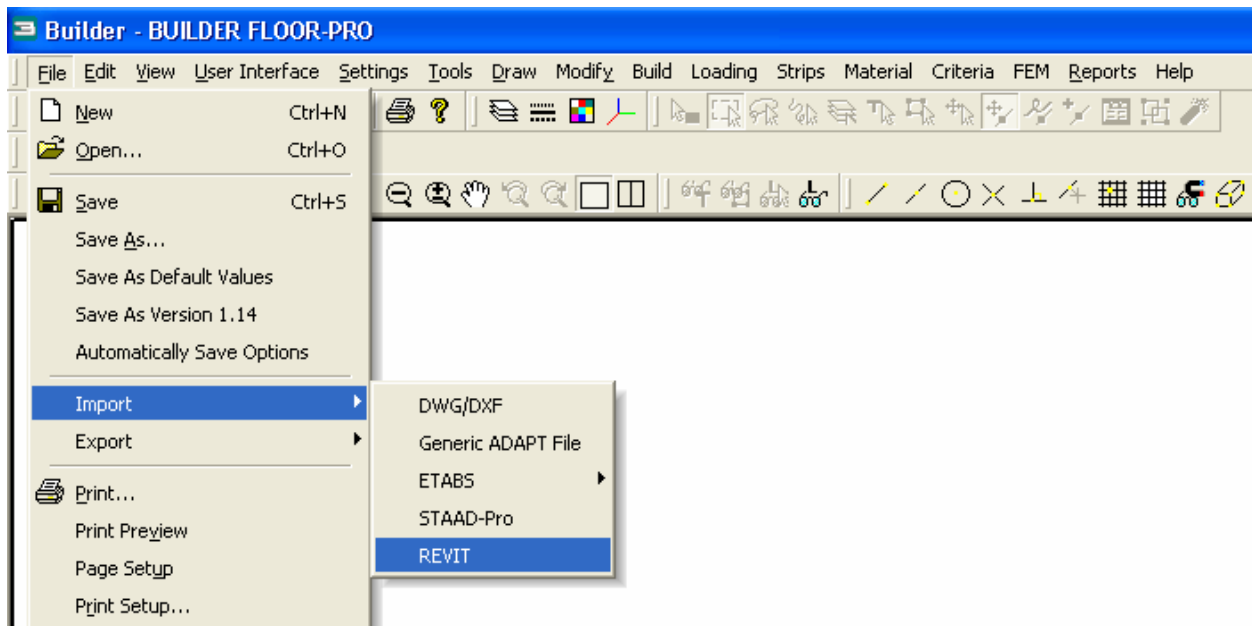 Builder - BUILDER FLOOR-PRO
File Edit View User Interface Settings Tools Draw Modify Build Loading Strips Material Criteria FEM Reports Help
New Ctrl+N
Open... Ctrl+O
Save Ctrl+S
Save As...
Save As Default Values
Save As Version 1.14
Automatically Save Options
Import
DWG/DXF
Export
Generic ADAPT File
ETABS
Print...
STAAD-Pro
Print Preview
REVIT
Page Setup
Print Setup...